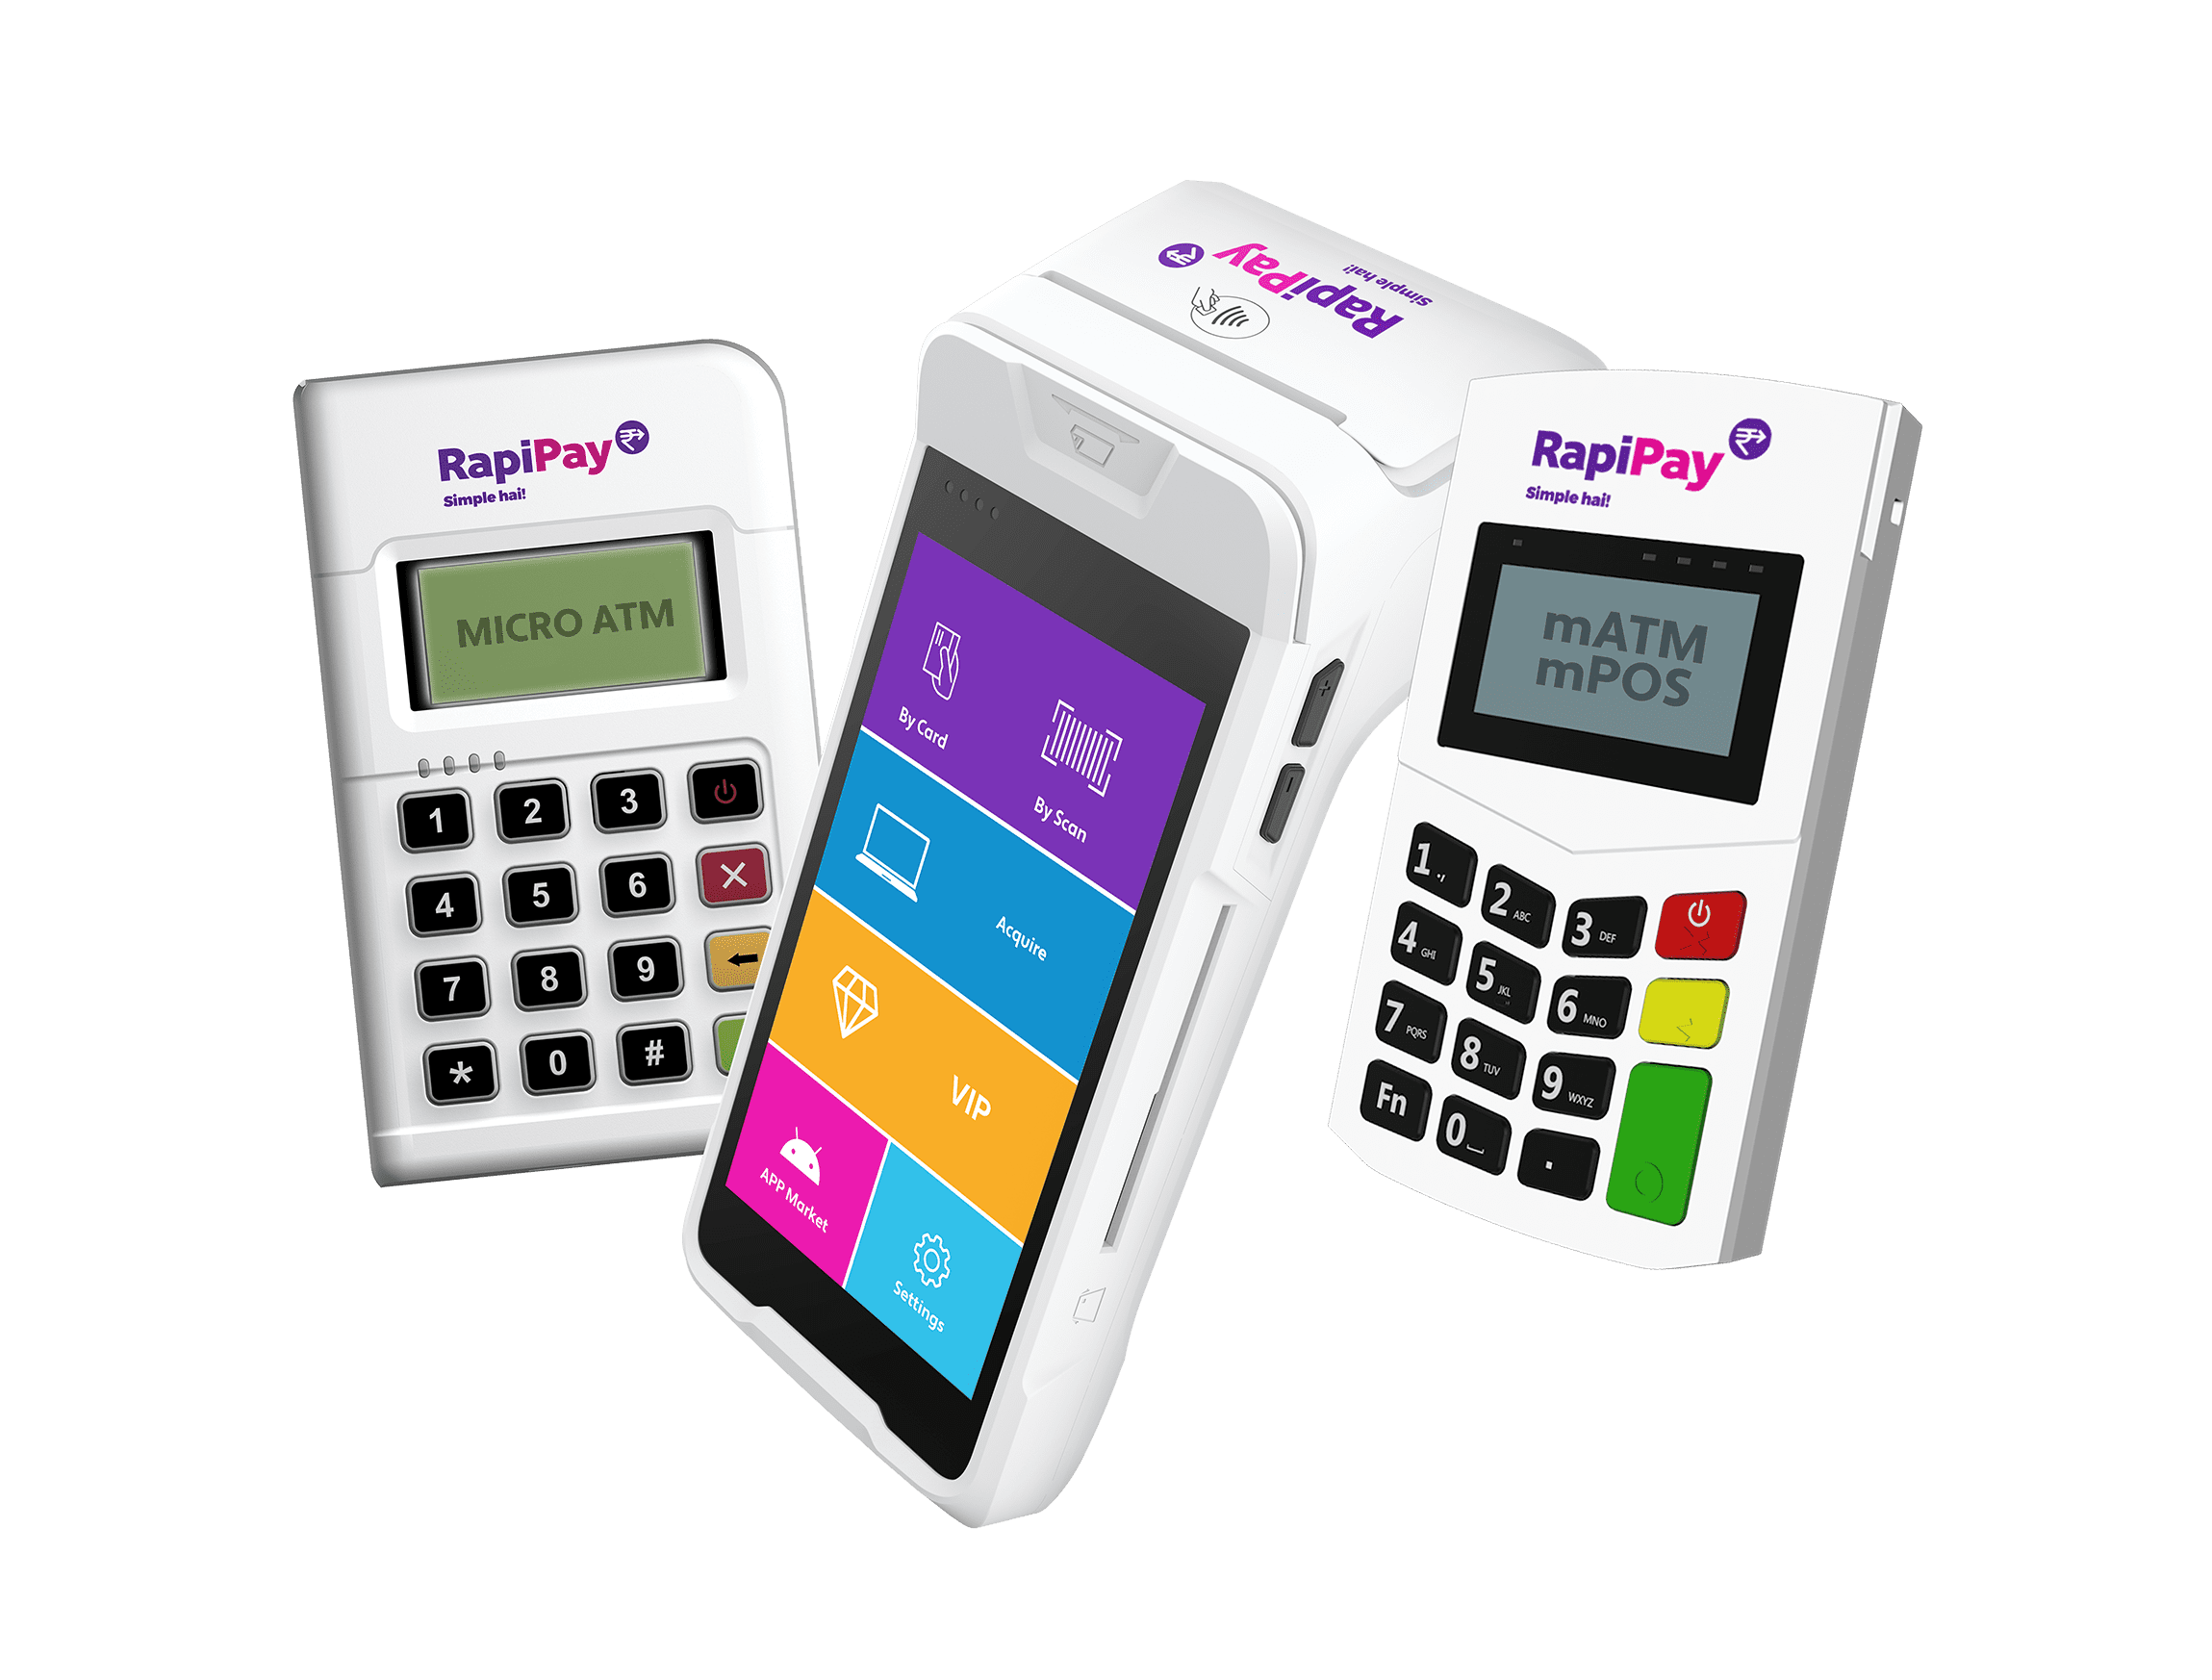 RapiPay
Simple hai!
MICRO ATM
1 2 3
4 5 6
7 8 9
* 0 #
RapiPay
Simple hai!
By Card
By Scan
Acquire
VIP
APP Market
Settings
+
-
RapiPay
Simple hai!
mATM
mPOS
1 .,
2 ABC
3 DEF
4 GHI
5 JKL
6 MNO
7 PQRS
8 TUV
9 WXYZ
Fn
0
.